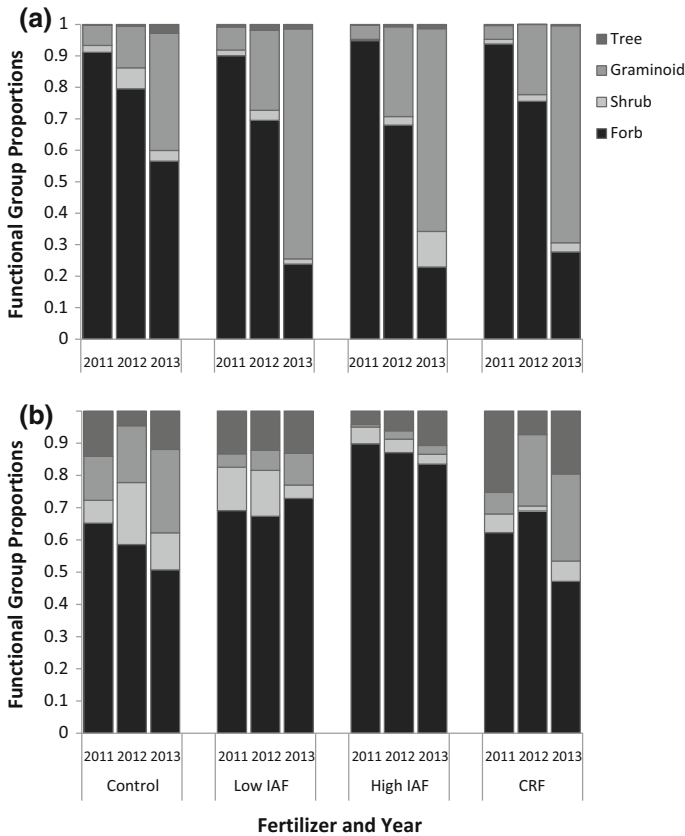 (a)
Functional Group Proportions
1
0.9
0.8
0.7
0.6
0.5
0.4
0.3
0.2
0.1
0
Tree
Graminoid
Shrub
Forb
2011 2012 2013 2011 2012 2013 2011 2012 2013 2011 2012 2013
(b)
Functional Group Proportions
0.9
0.8
0.7
0.6
0.5
0.4
0.3
0.2
0.1
0
2011 2012 2013 2011 2012 2013 2011 2012 2013 2011 2012 2013
Control Low IAF High IAF CRF
Fertilizer and Year